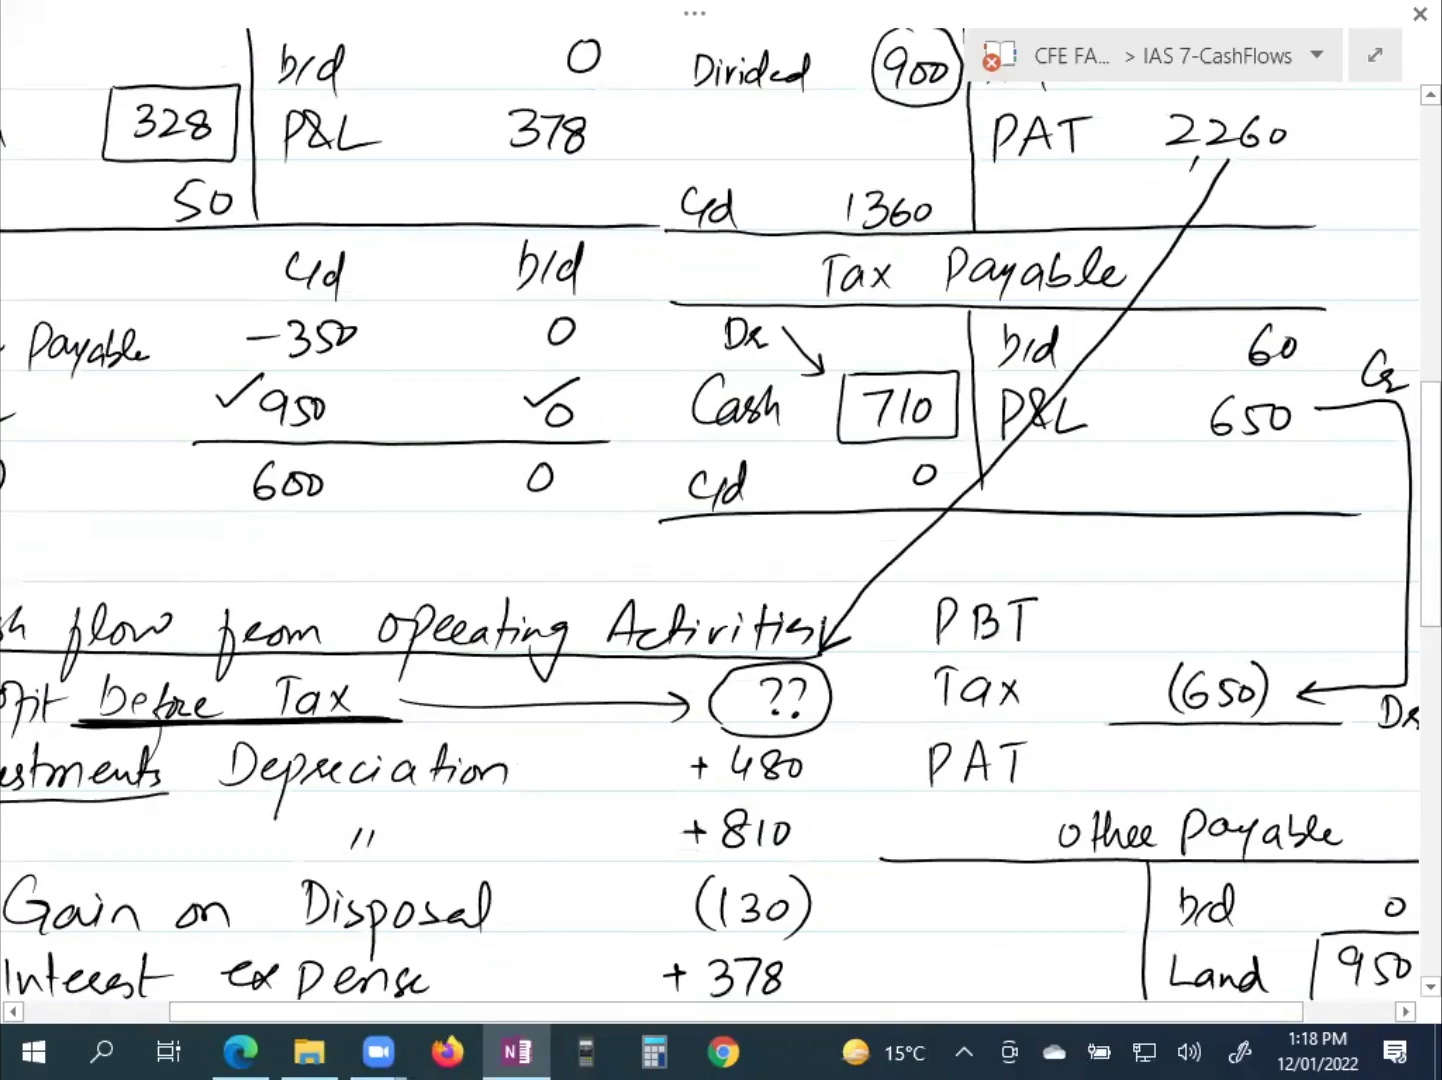 CFE FA... > IAS 7-CashFlows
b/d 0
328 P&L 378
50
Divided 900
PAT 2260
c/d 1360
c/d b/d
Payable -350 0
950 0
600 0
Tax Payable
Dr b/d 60
Cash 710 P&L 650 Cr
c/d 0
flow from operating Activities
before Tax ??
Depreciation + 480
" + 810
Gain on Disposal (130)
Interest expense + 378
PBT
Tax (650) Dr
PAT
other payable
b/d 0
Land 950
15°C
1:18 PM
12/01/2022